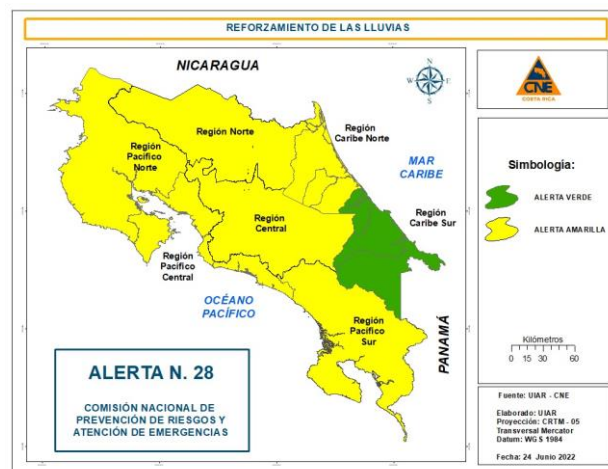 REFORZAMIENTO DE LAS LLUVIAS
NICARAGUA
N
W
E
S
Región Norte
Región
Caribe Norte
Región
Pacífico
Norte
MAR
CARIBE
Región
Central
Región
Caribe Sur
Región
Pacífico
Central
OCÉANO
PACÍFICO
Región
Pacífico
Sur
PANAMÁ
ALERTA N. 28
COMISIÓN NACIONAL DE
PREVENCIÓN DE RIESGOS Y
ATENCIÓN DE EMERGENCIAS
CNE
COSTA RICA
Simbología:
ALERTA VERDE
ALERTA AMARILLA
Kilómetros
0 15 30 60
Fuente: UIAR - CNE
Elaborado: UIAR
Proyección: CRTM - 05
Transversal Mercator
Datum: WGS 1984
Fecha: 24 Junio 2022